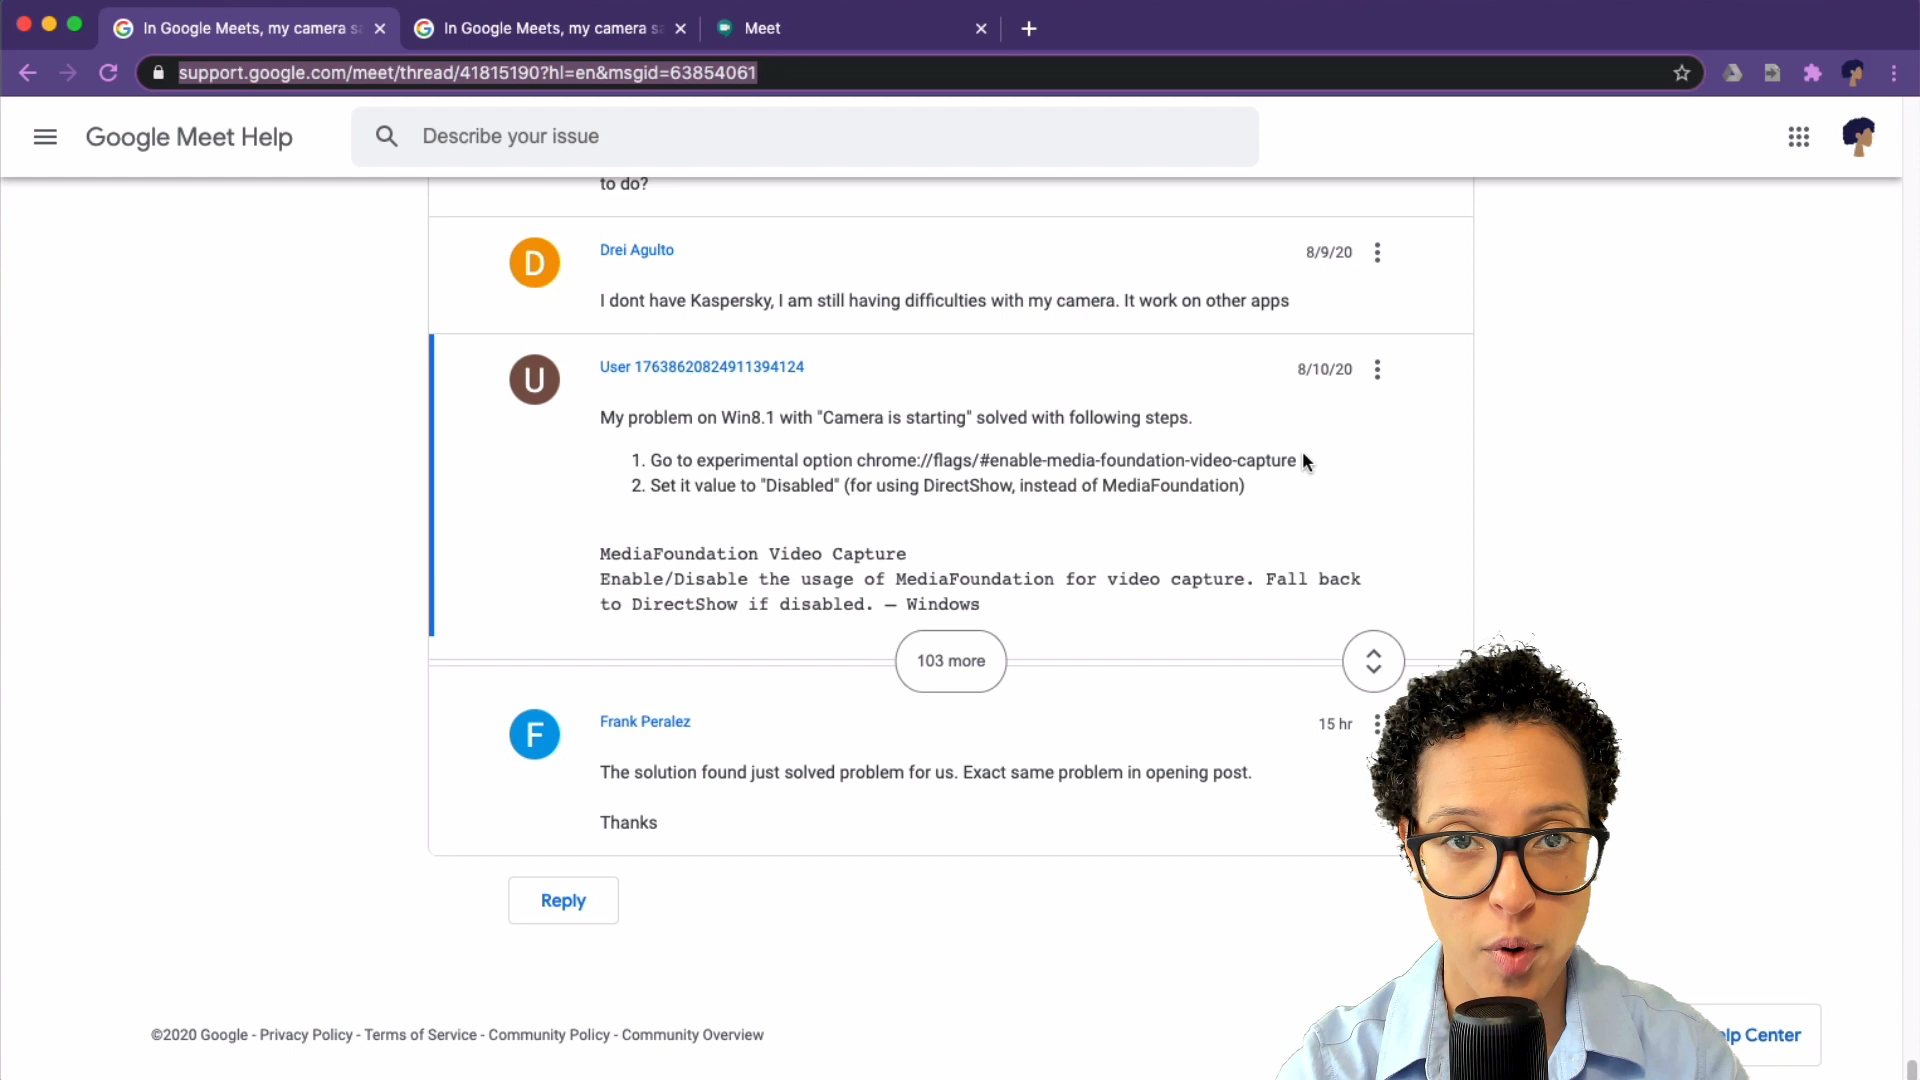 In Google Meets, my camera sa
In Google Meets, my camera sa
Meet
support.google.com/meet/thread/41815190?hl=en&msgid=63854061
Google Meet Help
Describe your issue
to do?
D
Drei Agulto
8/9/20
I dont have Kaspersky, I am still having difficulties with my camera. It work on other apps
U
User 17638620824911394124
8/10/20
My problem on Win8.1 with "Camera is starting" solved with following steps.
1. Go to experimental option chrome://flags/#enable-media-foundation-video-capture
2. Set it value to "Disabled" (for using DirectShow, instead of MediaFoundation)
MediaFoundation Video Capture
Enable/Disable the usage of MediaFoundation for video capture. Fall back
to DirectShow if disabled. – Windows
103 more
F
Frank Peralez
15 hr
The solution found just solved problem for us. Exact same problem in opening post.
Thanks
Reply
©2020 Google - Privacy Policy - Terms of Service - Community Policy - Community Overview
lp Center